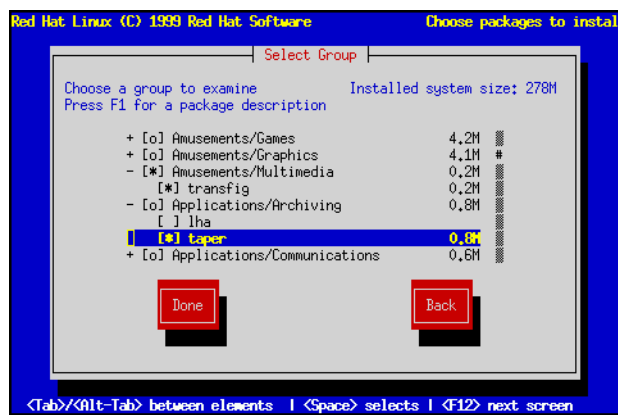 Red Hat Linux (C) 1999 Red Hat Software Choose packages to instal
Select Group
Choose a group to examine Installed system size: 278M
Press F1 for a package description
+ [o] Amusements/Games 4.2M
+ [o] Amusements/Graphics 4.1M #
- [*] Amusements/Multimedia 0.2M
[*] transfig 0.2M
- [o] Applications/Archiving 0.8M
[ ] lha
[*] taper 0.8M
+ [o] Applications/Communications 0.6M
Done Back
<Tab>/<Alt-Tab> between elements | <Space> selects | <F12> next screen